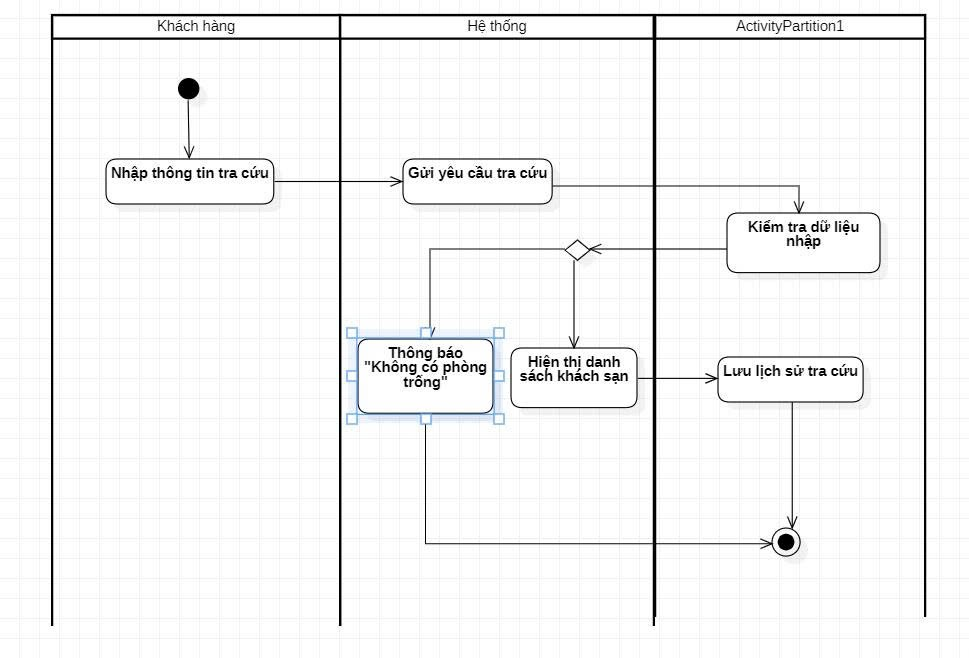 Khách hàng
Hệ thống
ActivityPartition1
Nhập thông tin tra cứu
Gửi yêu cầu tra cứu
Kiểm tra dữ liệu
nhập
Thông báo
"Không có phòng
trống"
Hiện thị danh
sách khách sạn
Lưu lịch sử tra cứu